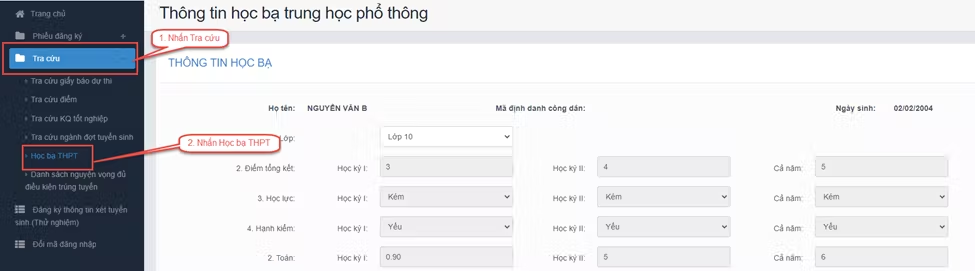 Trang chủ
Phiếu đăng ký +
Tra cứu
Tra cứu giấy báo dự thi
Tra cứu điểm
Tra cứu KQ tốt nghiệp
Tra cứu ngành đợt tuyển sinh
Học bạ THPT
Danh sách nguyện vọng đủ
điều kiện trúng tuyển
Đăng ký thông tin xét tuyển
sinh (Thử nghiệm)
Đổi mã đăng nhập
1. Nhấn Tra cứu
2. Nhấn Học bạ THPT
Thông tin học bạ trung học phổ thông
THÔNG TIN HỌC BẠ
Họ tên: NGUYỄN VĂN B Mã định danh công dân: Ngày sinh: 02/02/2004
Lớp: Lớp 10
2. Điểm tổng kết: Học kỳ I: 3 Học kỳ II: 4 Cả năm: 5
3. Học lực: Học kỳ I: Kém Học kỳ II: Kém Cả năm: Kém
4. Hạnh kiểm: Học kỳ I: Yếu Học kỳ II: Yếu Cả năm: Yếu
2. Toán: Học kỳ I: 0.90 Học kỳ II: 5 Cả năm: 6